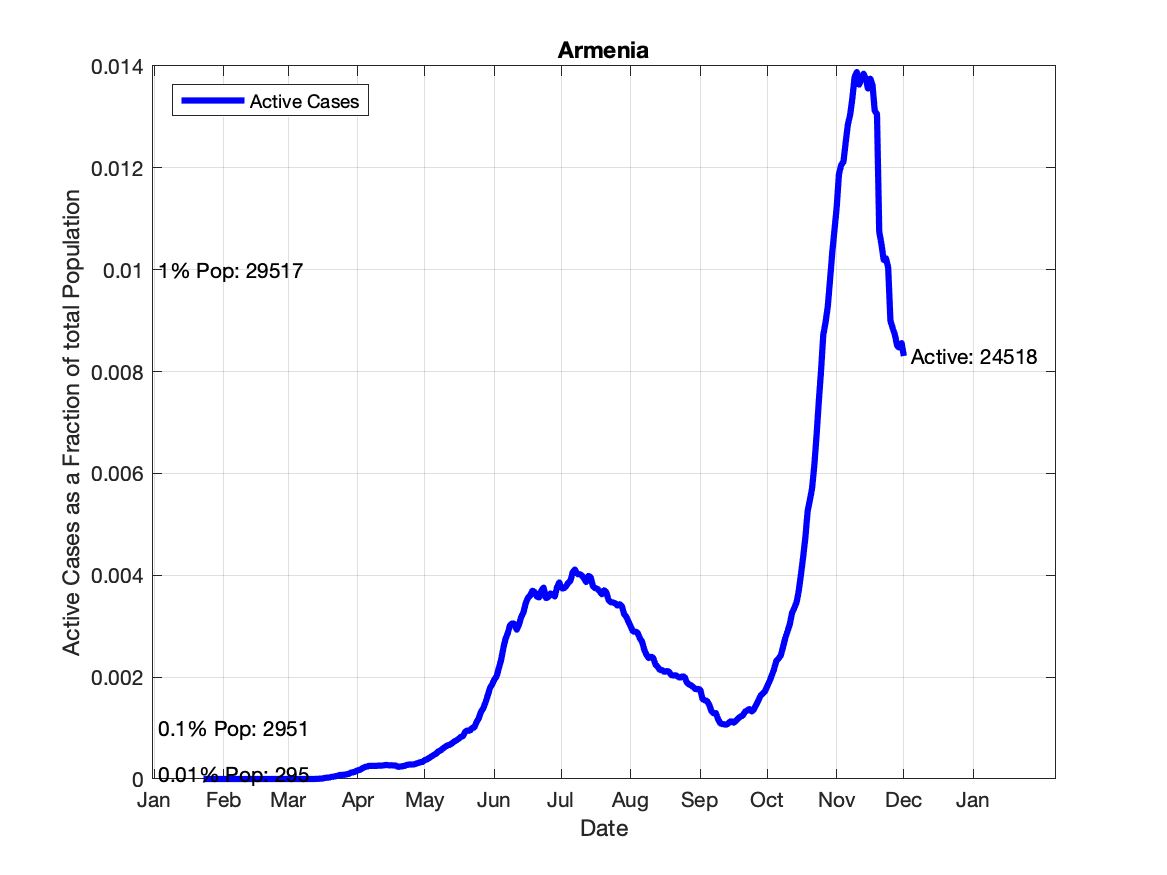 Armenia
0.014
Active Cases
0.012
0.01
1% Pop: 29517
Active: 24518
0.008
0.006
0.004
0.002
0.1% Pop: 2951
0.01% Pop: 295
0
Jan Feb Mar Apr May Jun Jul Aug Sep Oct Nov Dec Jan
Date
Active Cases as a Fraction of total Population